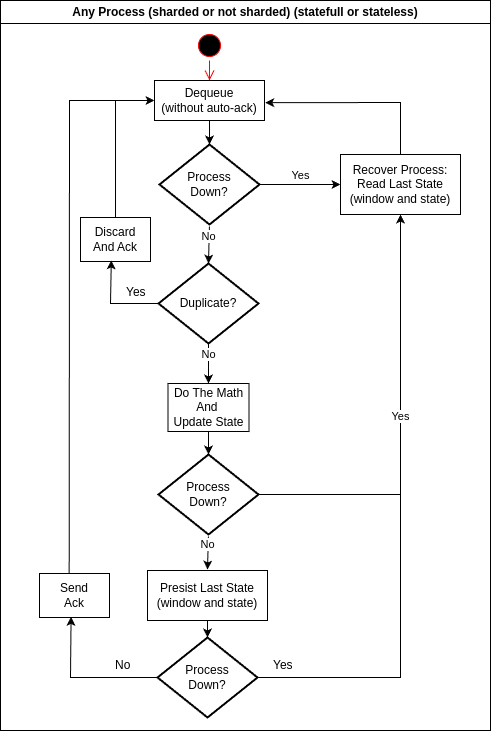 Any Process (sharded or not sharded) (statefull or stateless)
Dequeue
(without auto-ack)
Process
Down?
Yes
Recover Process:
Read Last State
(window and state)
No
Discard
And Ack
Yes
Duplicate?
No
Do The Math
And
Update State
Yes
Process
Down?
No
Send
Ack
Presist Last State
(window and state)
No
Process
Down?
Yes